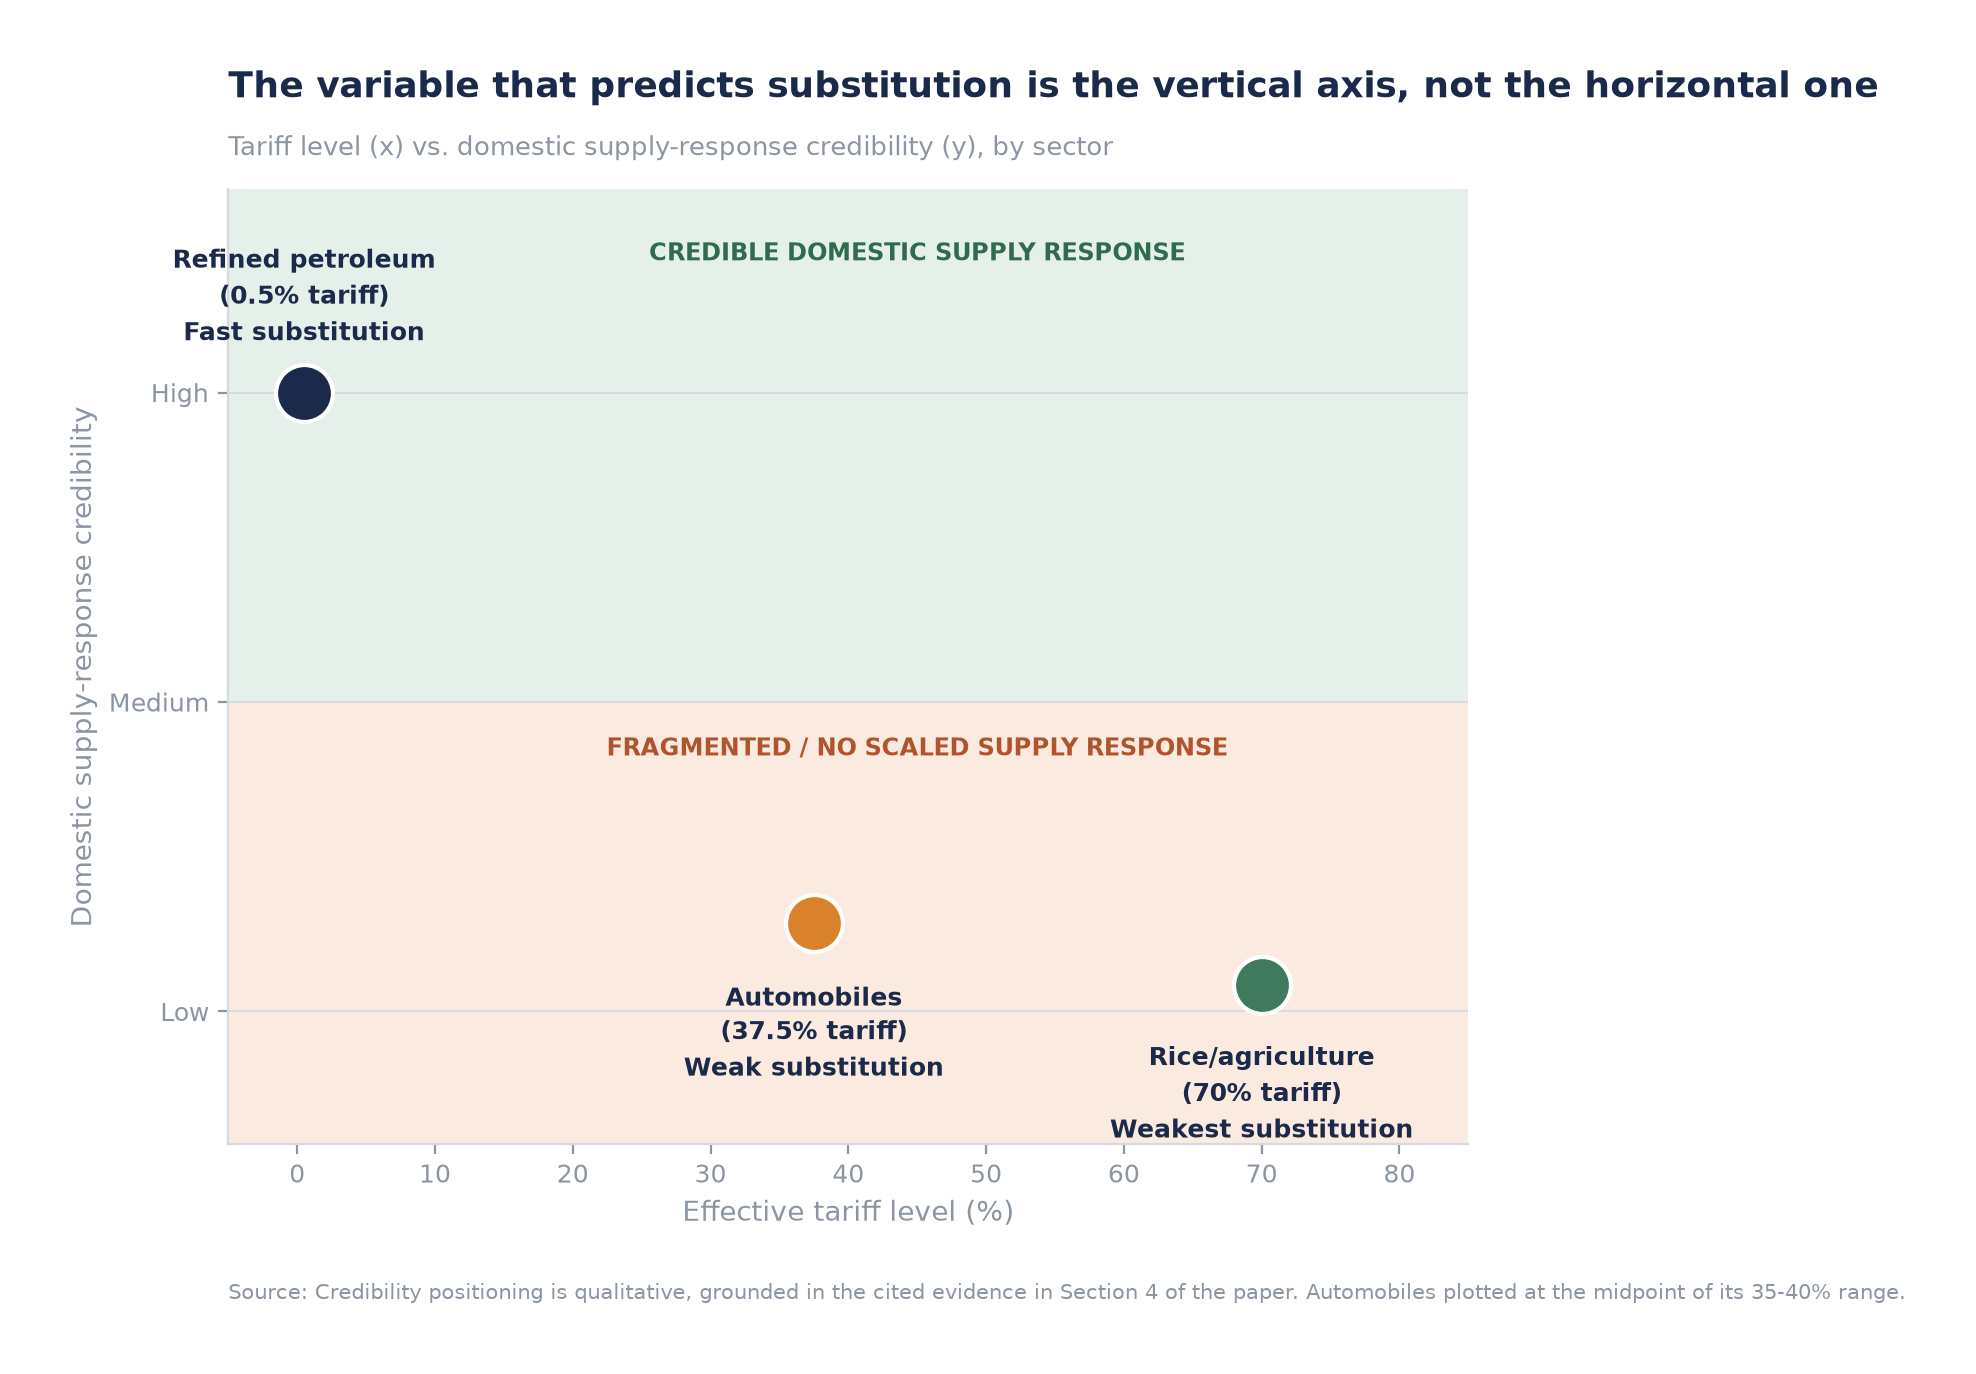 The variable that predicts substitution is the vertical axis, not the horizontal one
Tariff level (x) vs. domestic supply-response credibility (y), by sector
Refined petroleum
(0.5% tariff)
Fast substitution
CREDIBLE DOMESTIC SUPPLY RESPONSE
High
Domestic supply-response credibility
Medium
FRAGMENTED / NO SCALED SUPPLY RESPONSE
Automobiles
(37.5% tariff)
Weak substitution
Low
Rice/agriculture
(70% tariff)
Weakest substitution
0 10 20 30 40 50 60 70 80
Effective tariff level (%)
Source: Credibility positioning is qualitative, grounded in the cited evidence in Section 4 of the paper. Automobiles plotted at the midpoint of its 35-40% range.